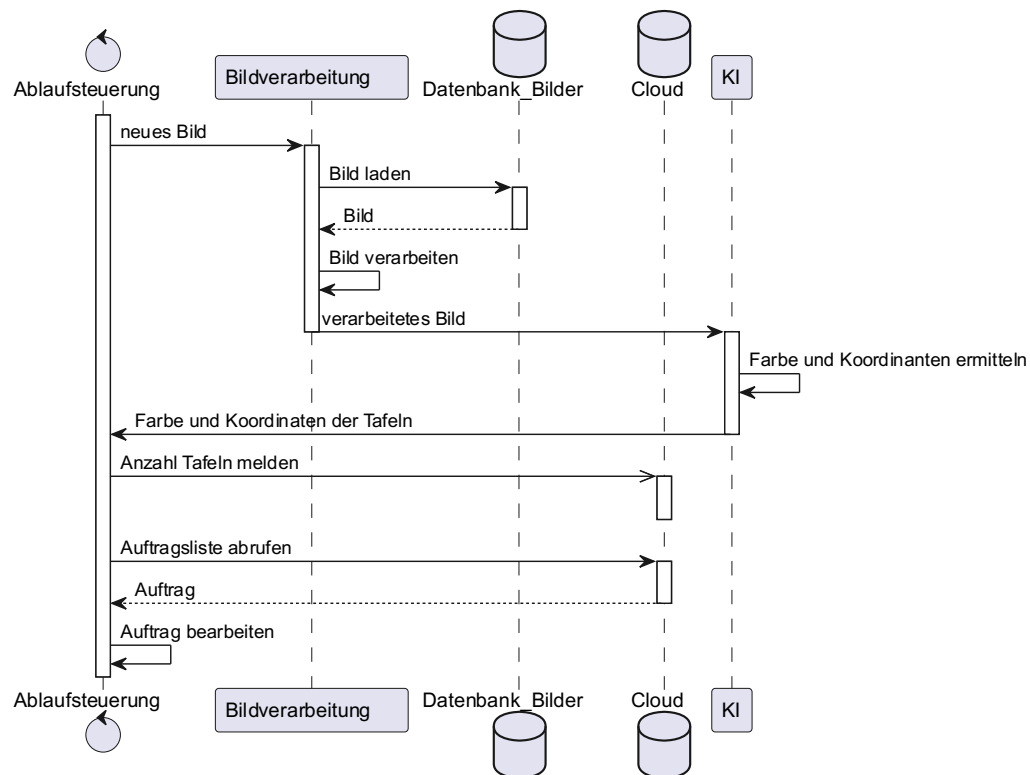 Ablaufsteuerung
Bildverarbeitung
Datenbank_Bilder
Cloud
KI
neues Bild
Bild laden
Bild
Bild verarbeiten
verarbeitetes Bild
Farbe und Koordinanten ermitteln
Farbe und Koordinaten der Tafeln
Anzahl Tafeln melden
Auftragsliste abrufen
Auftrag
Auftrag bearbeiten
Ablaufsteuerung
Bildverarbeitung
Datenbank_Bilder
Cloud
KI